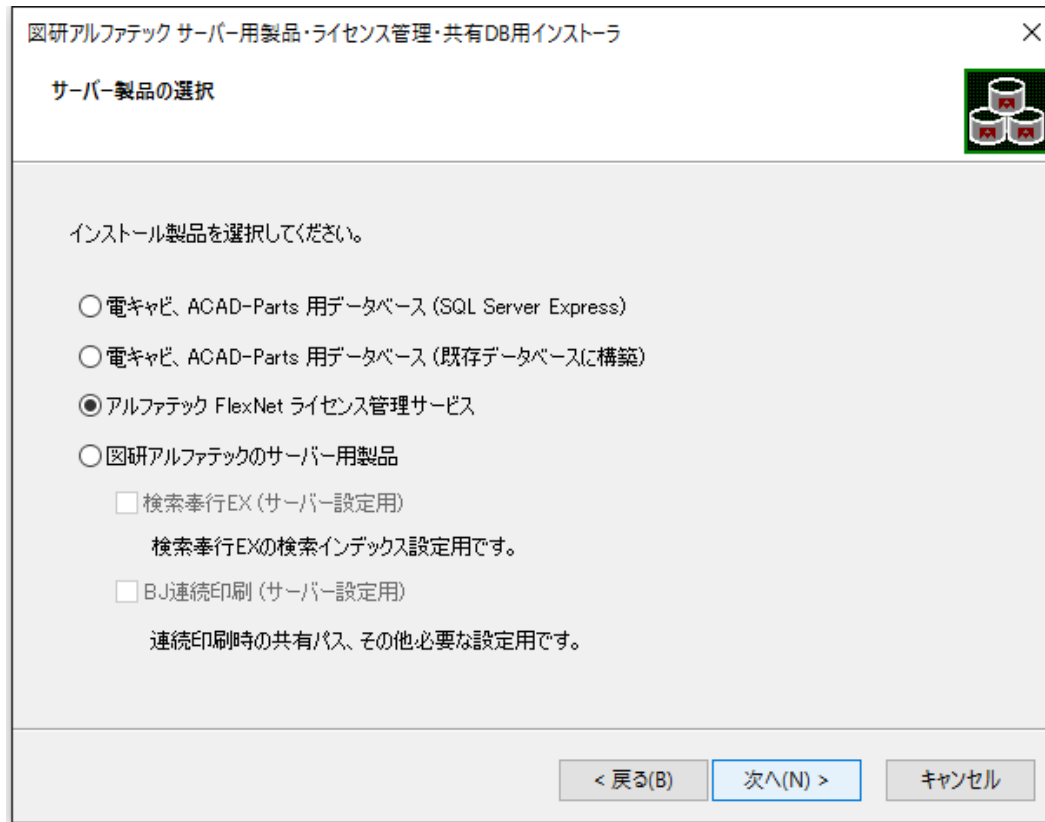 図研アルファテック サーバー用製品・ライセンス管理・共有DB用インストーラ
サーバー製品の選択
インストール製品を選択してください。
電キャビ、ACAD-Parts 用データベース (SQL Server Express)
電キャビ、ACAD-Parts 用データベース (既存データベースに構築)
アルファテック FlexNet ライセンス管理サービス
図研アルファテックのサーバー用製品
検索奉行EX (サーバー設定用)
検索奉行EXの検索インデックス設定用です。
BJ連続印刷 (サーバー設定用)
連続印刷時の共有パス、その他必要な設定用です。
< 戻る(B) 次へ(N) > キャンセル